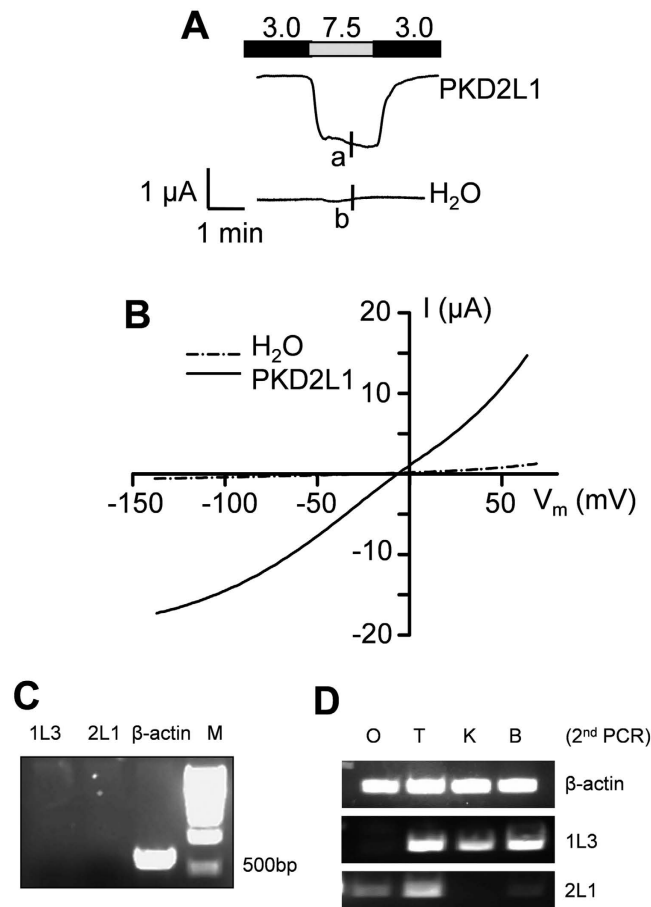 A
3.0 7.5 3.0
PKD2L1
a
1 µA
H₂O
b
1 min
B
20
I (µA)
H₂O
PKD2L1
10
-150 -100 -50 50
Vₘ (mV)
-10
-20
C
1L3 2L1 β-actin M
500bp
D
O T K B (2ⁿᵈ PCR)
β-actin
1L3
2L1